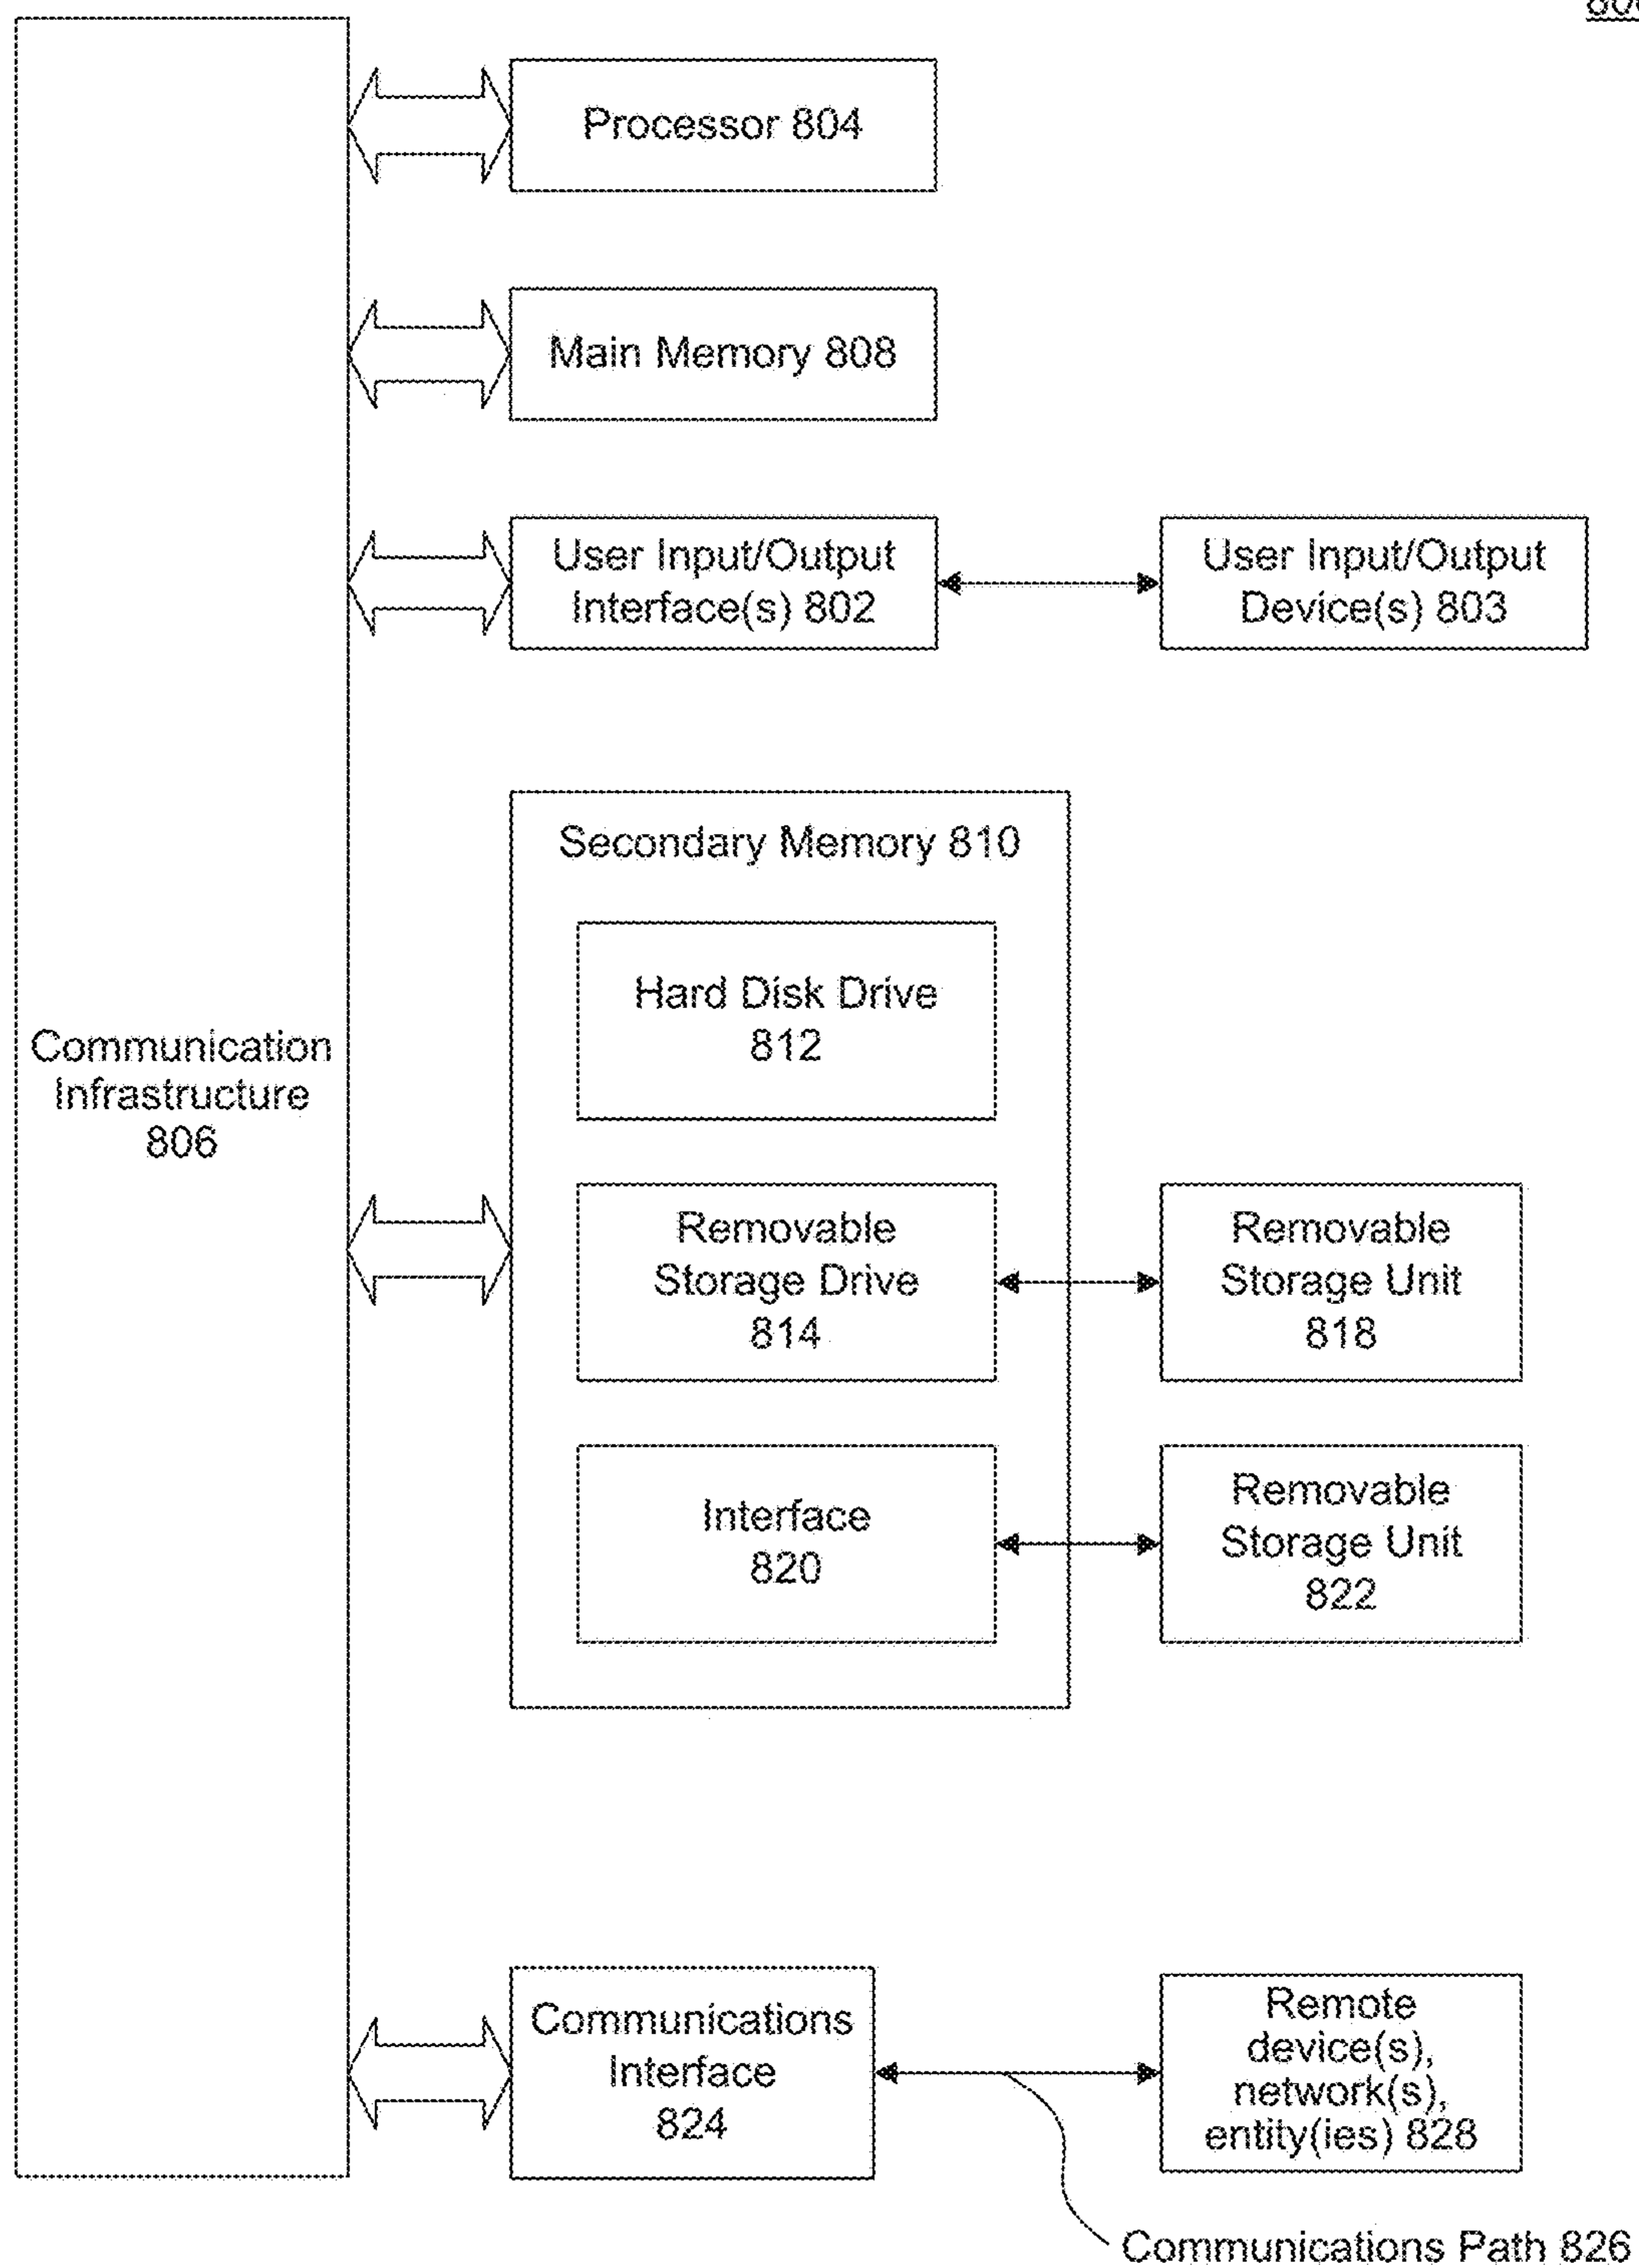 Processor 804
Main Memory 808
User Input/Output
Interface(s) 802
User Input/Output
Device(s) 803
Secondary Memory 810
Hard Disk Drive
812
Communication
Infrastructure
806
Removable
Storage Drive
814
Removable
Storage Unit
818
Interface
820
Removable
Storage Unit
822
Communications
Interface
824
Remote
device(s),
network(s),
entity(ies) 828
Communications Path 826